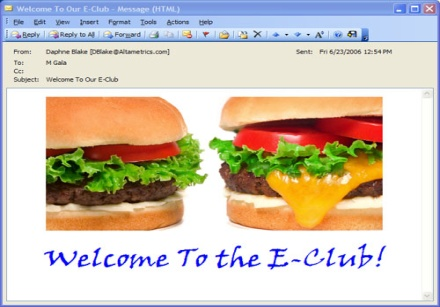 Welcome To Our E-Club - Message (HTML)
File Edit View Insert Format Tools Actions Help
Reply Reply to All Forward
From: Daphne Blake [DBlake@Altametrics.com] Sent: Fri 6/23/2006 12:54 PM
To: M Gala
Cc:
Subject: Welcome To Our E-Club
Welcome To the E-Club!